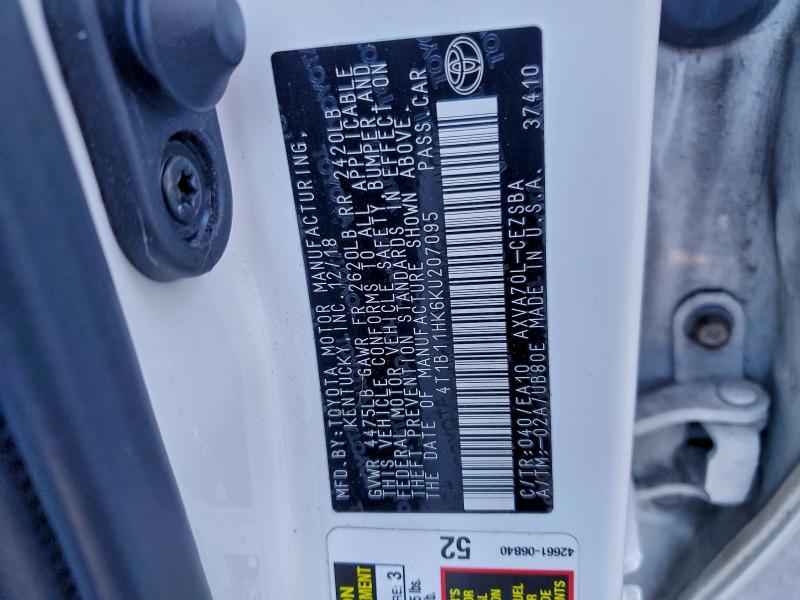 MFD.BY:TOYOTA MOTOR MANUFACTURING,
KENTUCKY, INC. 12/18
GVWR 4475LB GAWR FR 2620LB RR 2420LB
THIS VEHICLE CONFORMS TO ALL APPLICABLE
FEDERAL MOTOR VEHICLE SAFETY, BUMPER AND
THEFT PREVENTION STANDARDS IN EFFECT ON
THE DATE OF MANUFACTURE SHOWN ABOVE.
4T1B11HK6KU207095 PASS.CAR
C/TR:040/EA10 AXVA70L-CEZSBA
A/TM:-02A/UB80E MADE IN U.S.A. 37410
52
42661-06B40